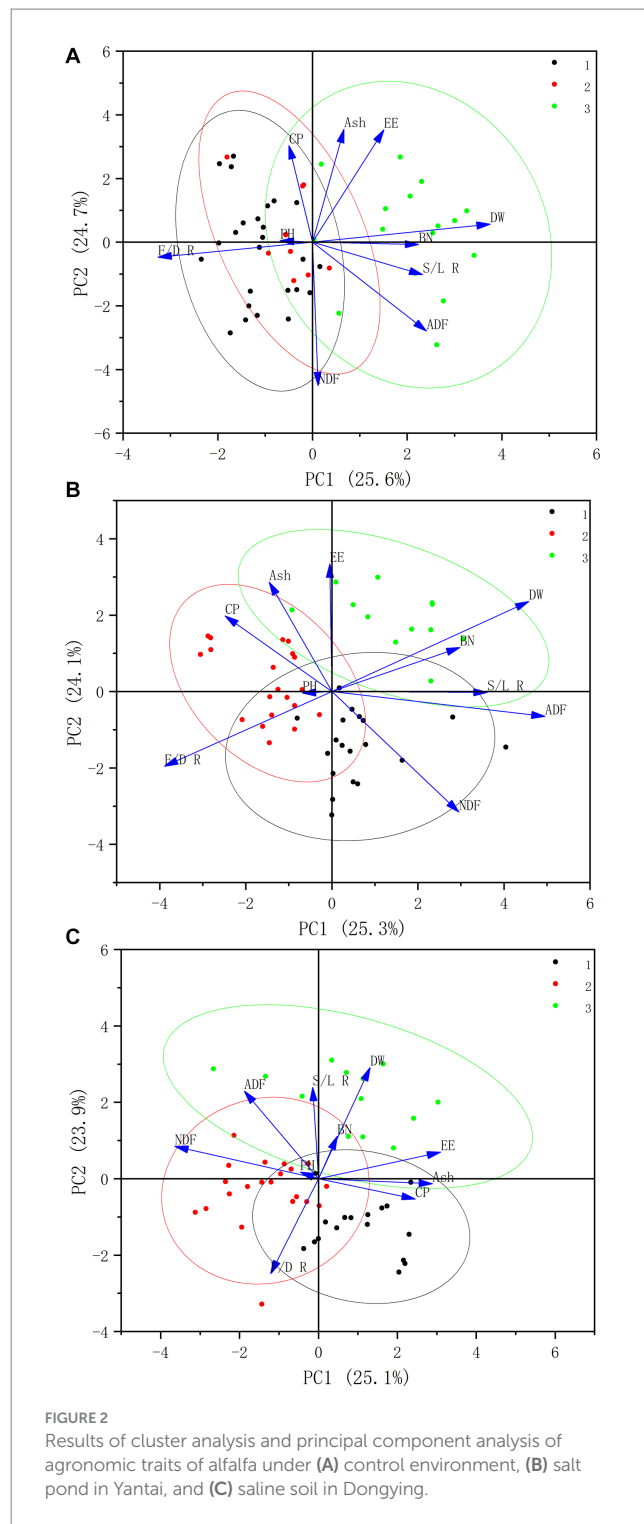 A
6
4
2
0
-2
-4
-6
-4
-2
0
2
4
6
PC2 (24.7%)
PC1 (25.6%)
1
2
3
CP
Ash
EE
DW
BN
PH
F/D R
S/L R
ADF
NDF
B
4
2
0
-2
-4
-4
-2
0
2
4
6
PC2 (24.1%)
PC1 (25.3%)
1
2
3
EE
Ash
CP
DW
BN
PH
S/L R
ADF
F/D R
NDF
C
6
4
2
0
-2
-4
-4
-2
0
2
4
6
PC2 (23.9%)
PC1 (25.1%)
1
2
3
DW
S/L R
ADF
BN
NDF
EE
PH
Ash
CP
/D R
FIGURE 2
Results of cluster analysis and principal component analysis of
agronomic traits of alfalfa under (A) control environment, (B) salt
pond in Yantai, and (C) saline soil in Dongying.